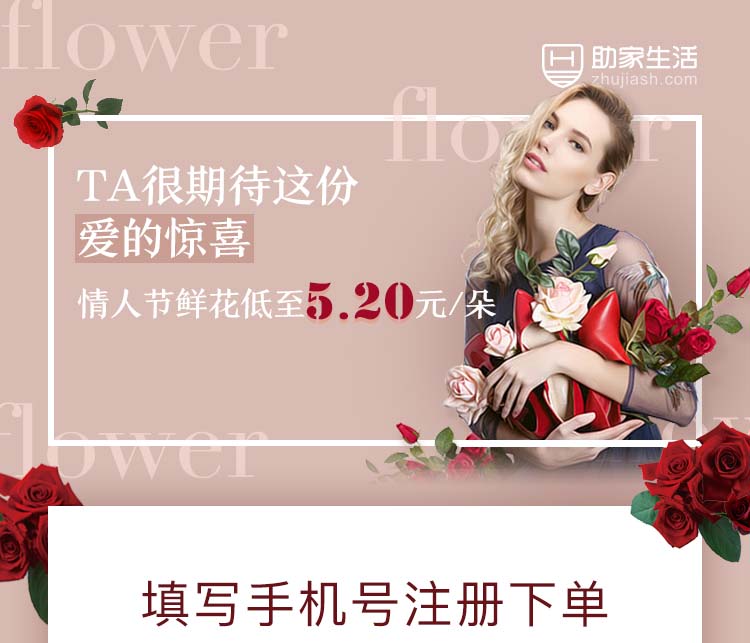 flower
助家生活
zhujiash.com
flower
TA很期待这份
爱的惊喜
情人节鲜花低至5.20元/朵
flower
填写手机号注册下单